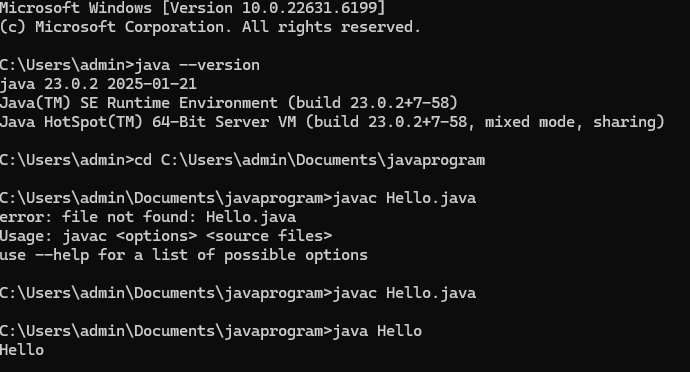 Microsoft Windows [Version 10.0.22631.6199]
(c) Microsoft Corporation. All rights reserved.
C:\Users\admin>java --version
java 23.0.2 2025-01-21
Java(TM) SE Runtime Environment (build 23.0.2+7-58)
Java HotSpot(TM) 64-Bit Server VM (build 23.0.2+7-58, mixed mode, sharing)
C:\Users\admin>cd C:\Users\admin\Documents\javaprogram
C:\Users\admin\Documents\javaprogram>javac Hello.java
error: file not found: Hello.java
Usage: javac <options> <source files>
use --help for a list of possible options
C:\Users\admin\Documents\javaprogram>javac Hello.java
C:\Users\admin\Documents\javaprogram>java Hello
Hello